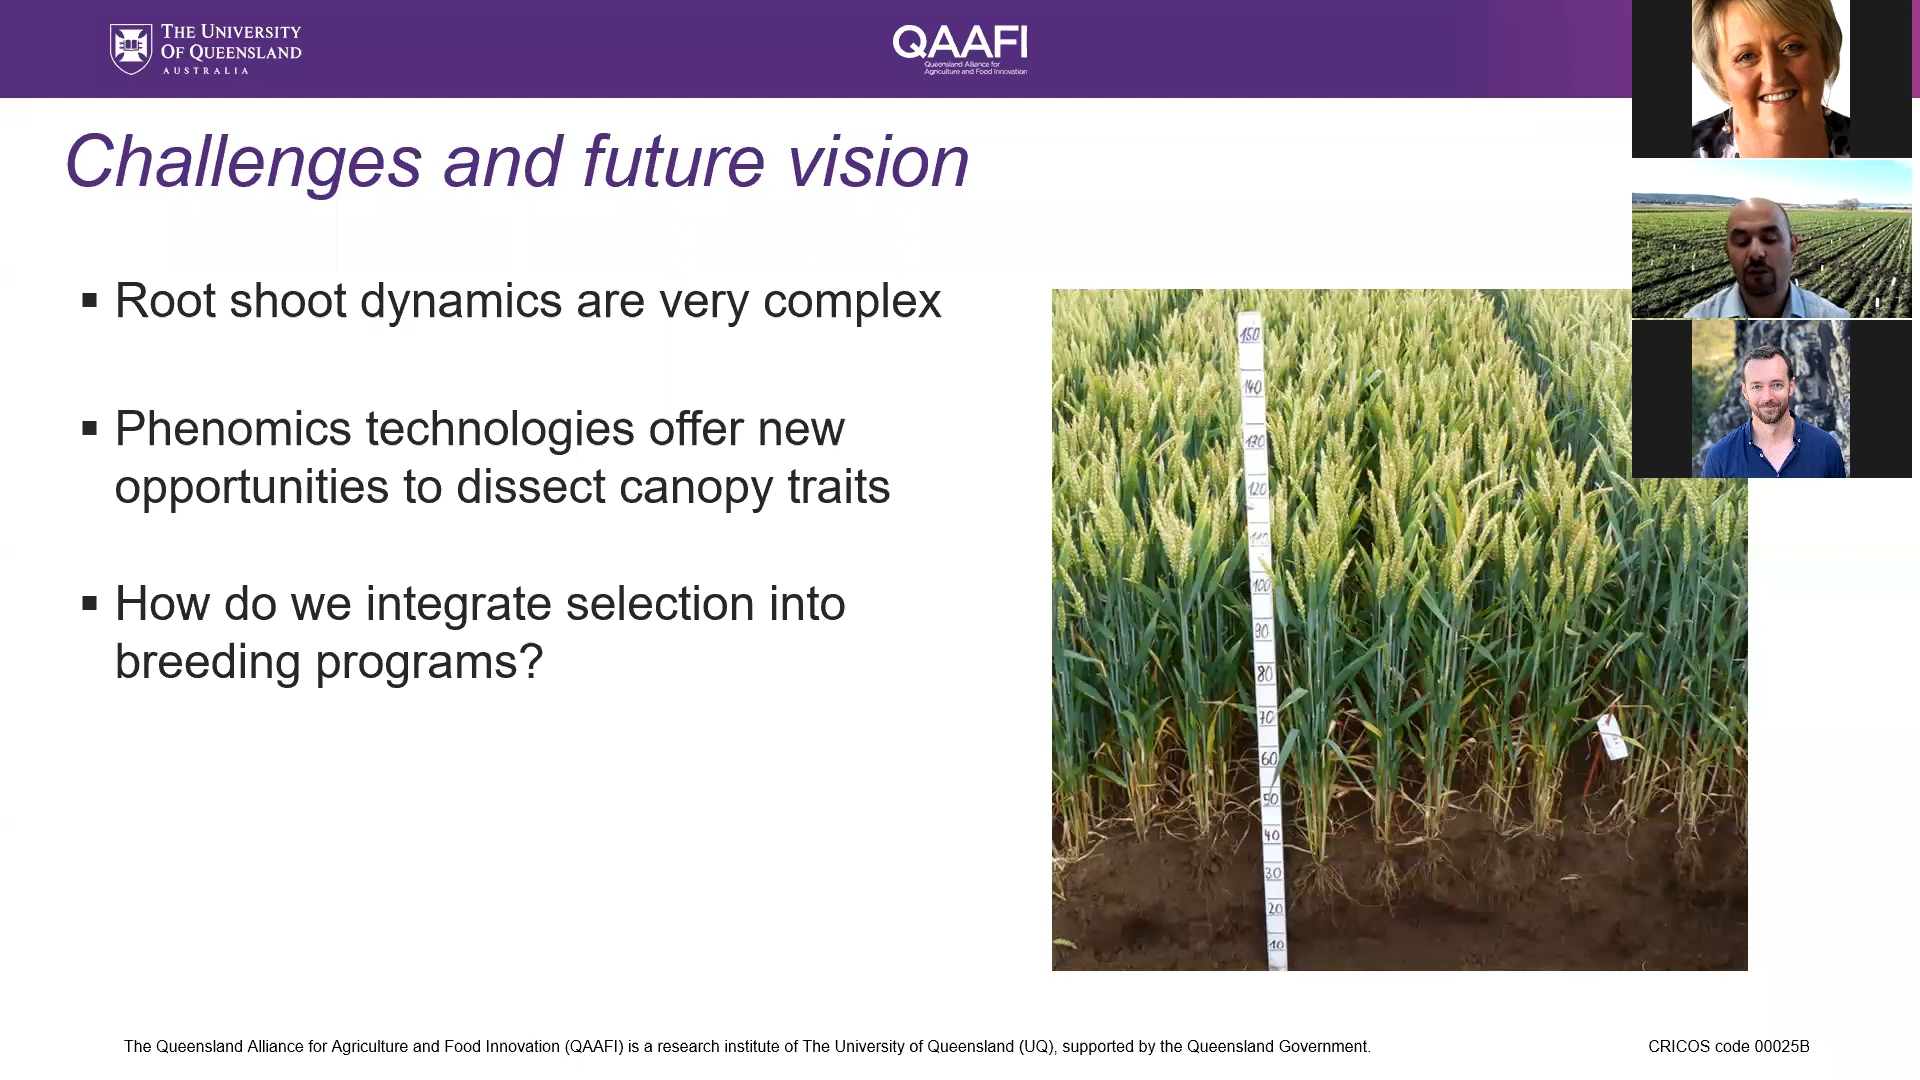 THE UNIVERSITY
OF QUEENSLAND
AUSTRALIA
QAAFI
Queensland Alliance for
Agriculture and Food Innovation
Challenges and future vision
▪ Root shoot dynamics are very complex
▪ Phenomics technologies offer new
opportunities to dissect canopy traits
▪ How do we integrate selection into
breeding programs?
150
140
130
120
110
100
90
80
70
60
50
40
30
20
10
The Queensland Alliance for Agriculture and Food Innovation (QAAFI) is a research institute of The University of Queensland (UQ), supported by the Queensland Government.
CRICOS code 00025B